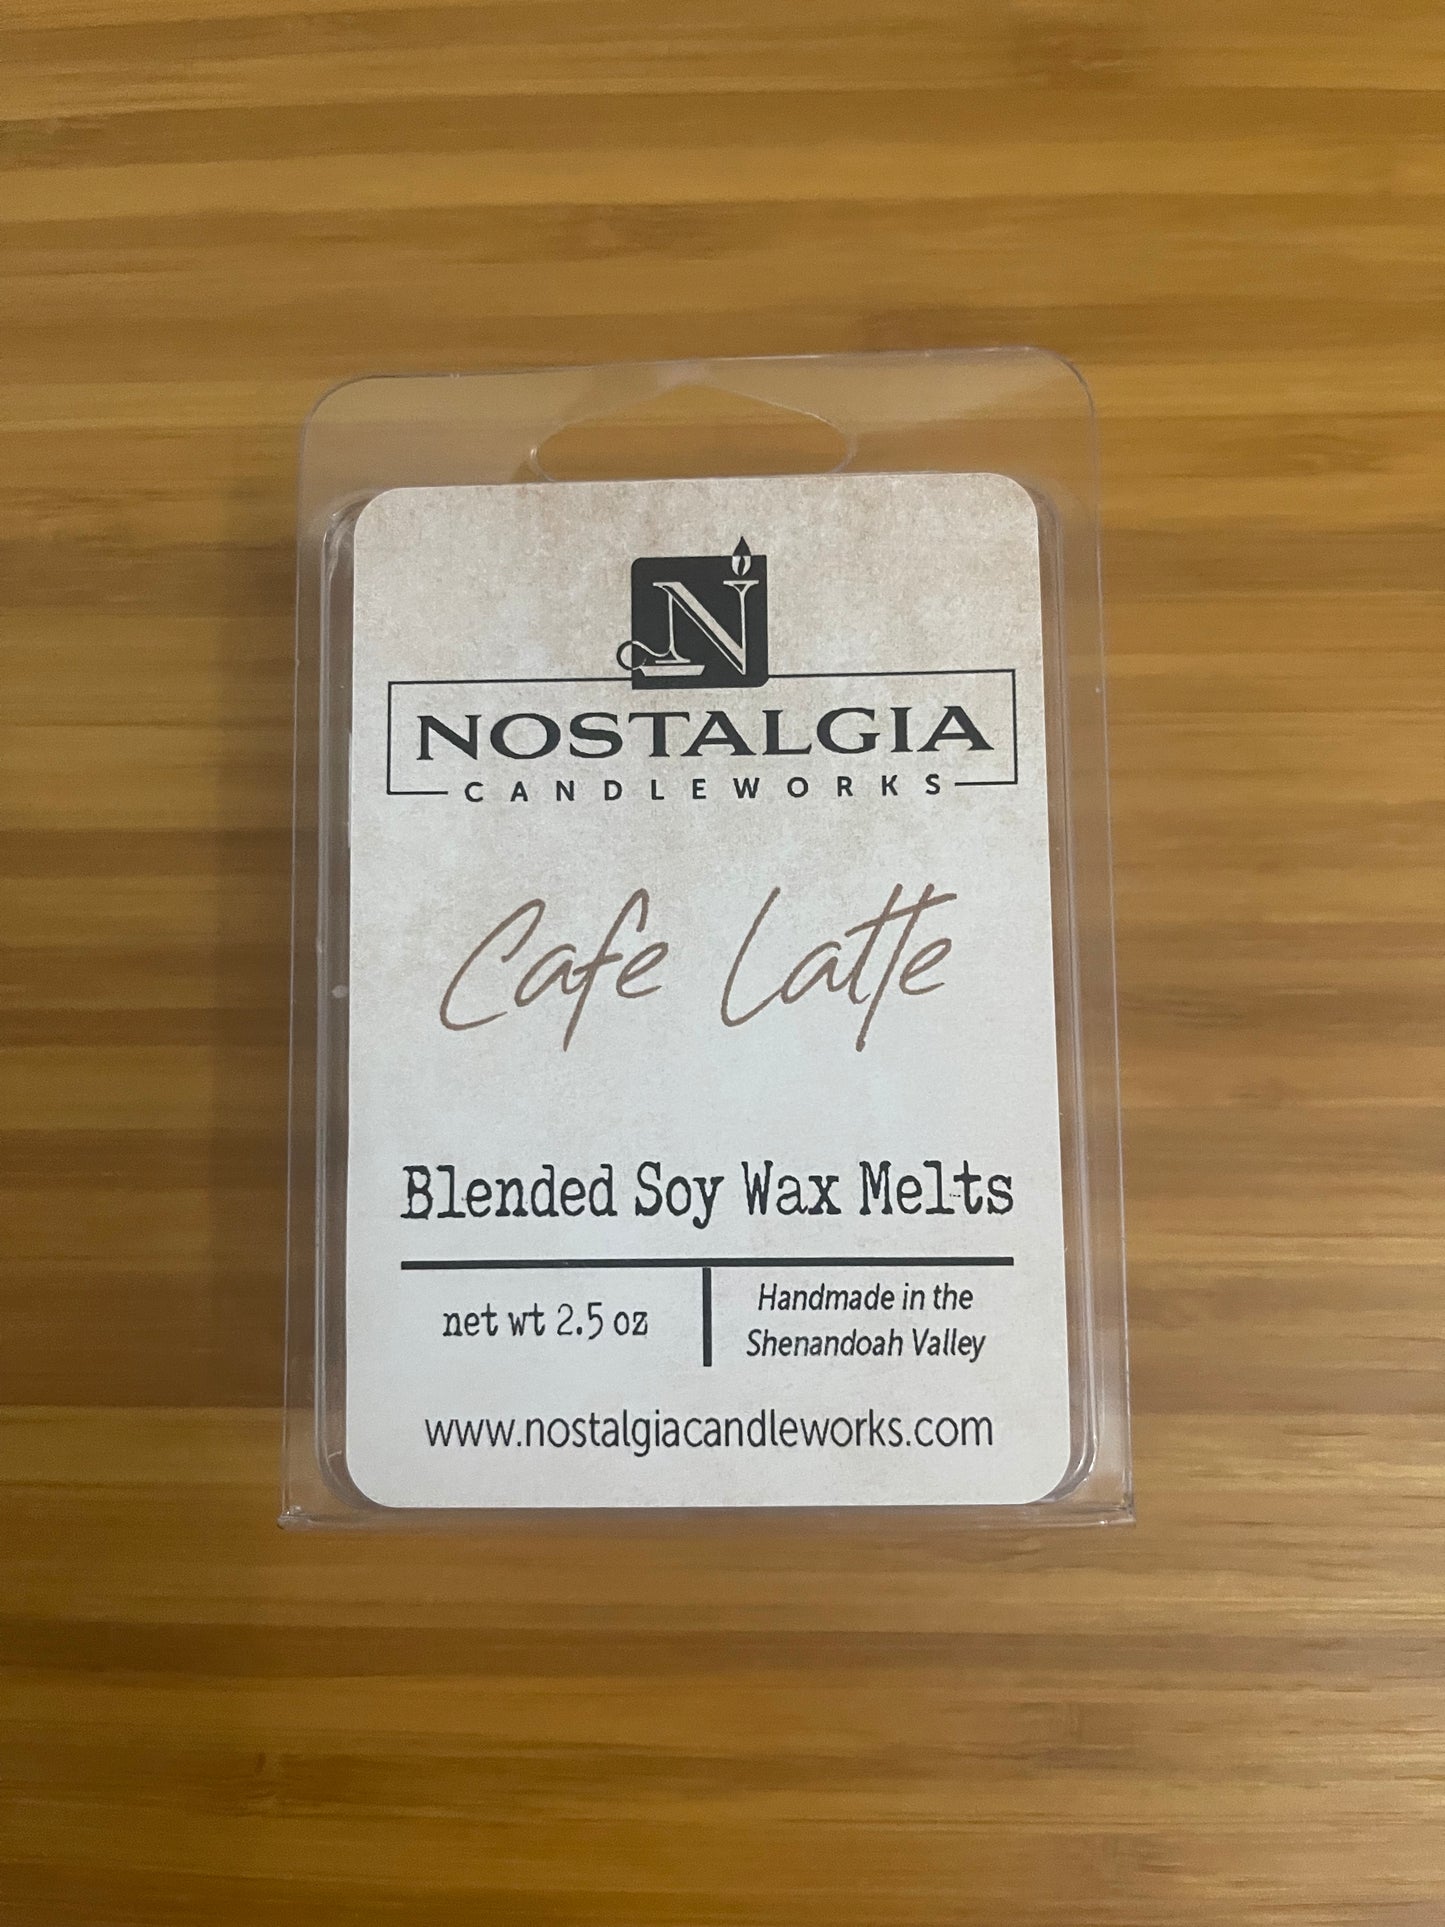 N
NOSTALGIA
CANDLEWORKS
Cafe Latte
Blended Soy Wax Melts
net wt 2.5 oz
Handmade in the
Shenandoah Valley
www.nostalgiacandleworks.com